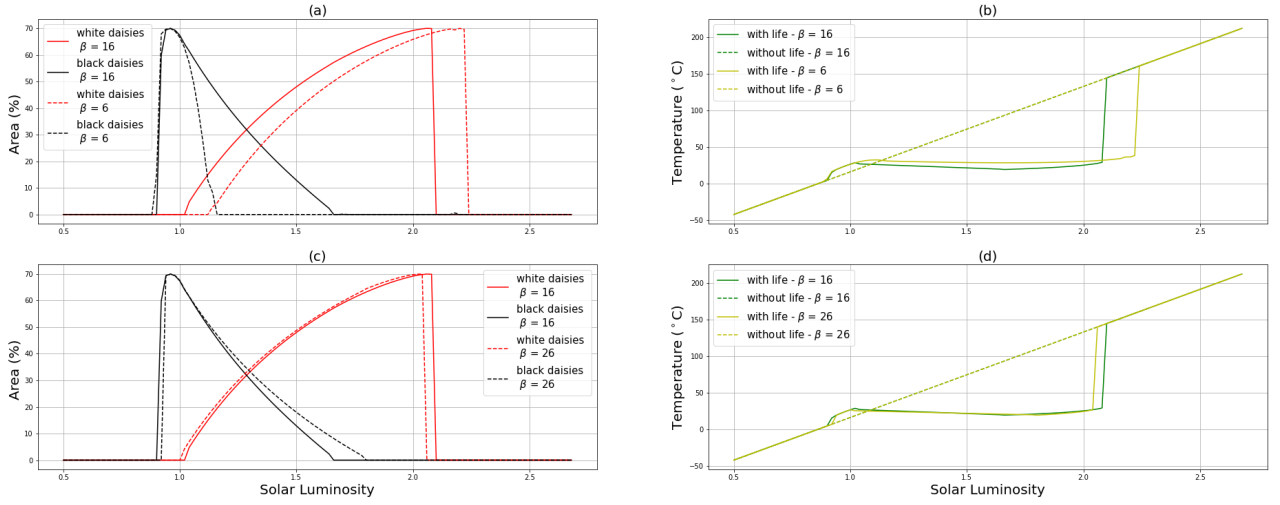 (a)
Area (%)
70
60
50
40
30
20
10
0
white daisies
β = 16
black daisies
β = 16
white daisies
β = 6
black daisies
β = 6
0.5
1.0
1.5
2.0
2.5
(b)
Temperature (°C)
200
150
100
50
0
−50
with life - β = 16
without life - β = 16
with life - β = 6
without life - β = 6
0.5
1.0
1.5
2.0
2.5
(c)
Area (%)
70
60
50
40
30
20
10
0
white daisies
β = 16
black daisies
β = 16
white daisies
β = 26
black daisies
β = 26
0.5
1.0
1.5
2.0
2.5
Solar Luminosity
(d)
Temperature (°C)
200
150
100
50
0
−50
with life - β = 16
without life - β = 16
with life - β = 26
without life - β = 26
0.5
1.0
1.5
2.0
2.5
Solar Luminosity